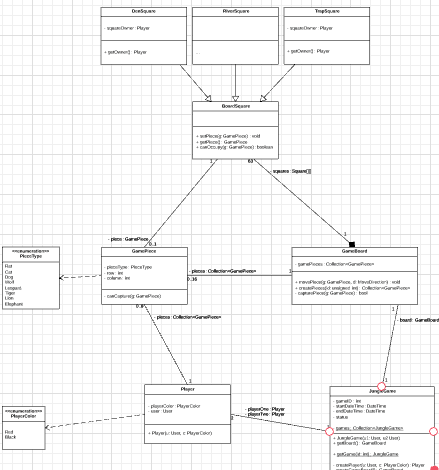 DenSquare
- squareOwner : Player
+ getOwner() : Player
RiverSquare
...
TrapSquare
- squareOwner : Player
+ getOwner() : Player
BoardSquare
+ setPiece(g: GamePiece) : void
+ getPiece() : GamePiece
+ canOccupy(g: GamePiece) : boolean
1
63
- squares : Square[][]
- piece : GamePiece
0..1
1
<<enumeration>>
PieceType
Rat
Cat
Dog
Wolf
Leopard
Tiger
Lion
Elephant
GamePiece
- pieceType : PieceType
- row : int
- column : int
- canCapture(g: GamePiece) : bool
- pieces : Collection<GamePiece>
0..16
1
GameBoard
- gamePieces : Collection<GamePiece>
+ movePiece(g: GamePiece, d: MoveDirection) : void
+ createPieces(id: unsigned int) : Collection<GamePiece>
- capturePiece(g: GamePiece) : bool
0..8
- pieces : Collection<GamePiece>
1
1
- board : GameBoard
1
<<enumeration>>
PlayerColor
Red
Black
Player
- playerColor : PlayerColor
- user : User
+ Player(u: User, c: PlayerColor)
- playerOne : Player
- playerTwo : Player
JungleGame
- gameID : int
- startDateTime : DateTime
- endDateTime : DateTime
- status
- games : Collection<JungleGame>
+ JungleGame(u1: User, u2: User)
+ getBoard() : GameBoard
+ getGame(id: int) : JungleGame
- createPlayer(u: User, c: PlayerColor) : Player